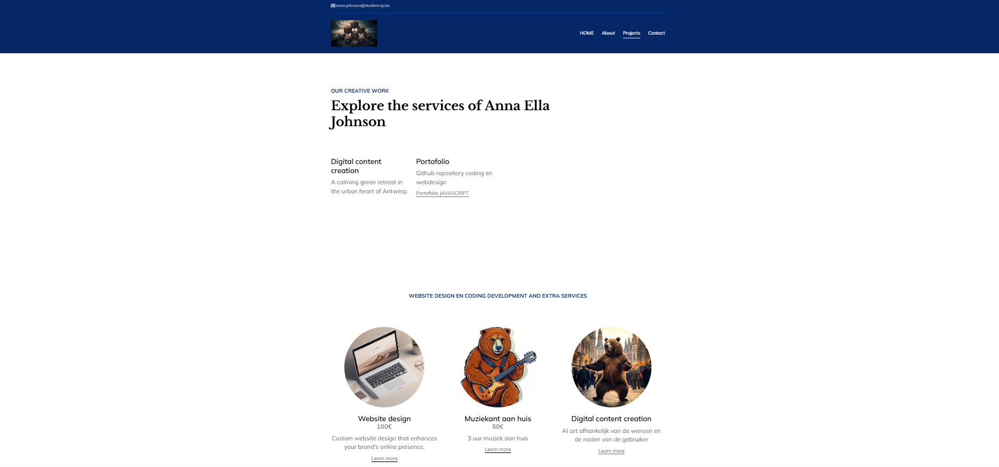 anna.johnson@student.ap.be
HOME About Projects Contact
OUR CREATIVE WORK
Explore the services of Anna Ella
Johnson
Digital content
creation
A calming green retreat in
the urban heart of Antwerp.
Portofolio
Github repository coding en
webdesign
Portofolio JAVASCRIPT
WEBSITE DESIGN EN CODING DEVELOPMENT AND EXTRA SERVICES
Website design
100€
Custom website design that enhances
your brand's online presence.
Learn more
Muziekant aan huis
50€
3 uur muziek aan huis
Learn more
Digital content creation
AI art afhankelijk van de wensen en
de noden van de gebruiker
Learn more